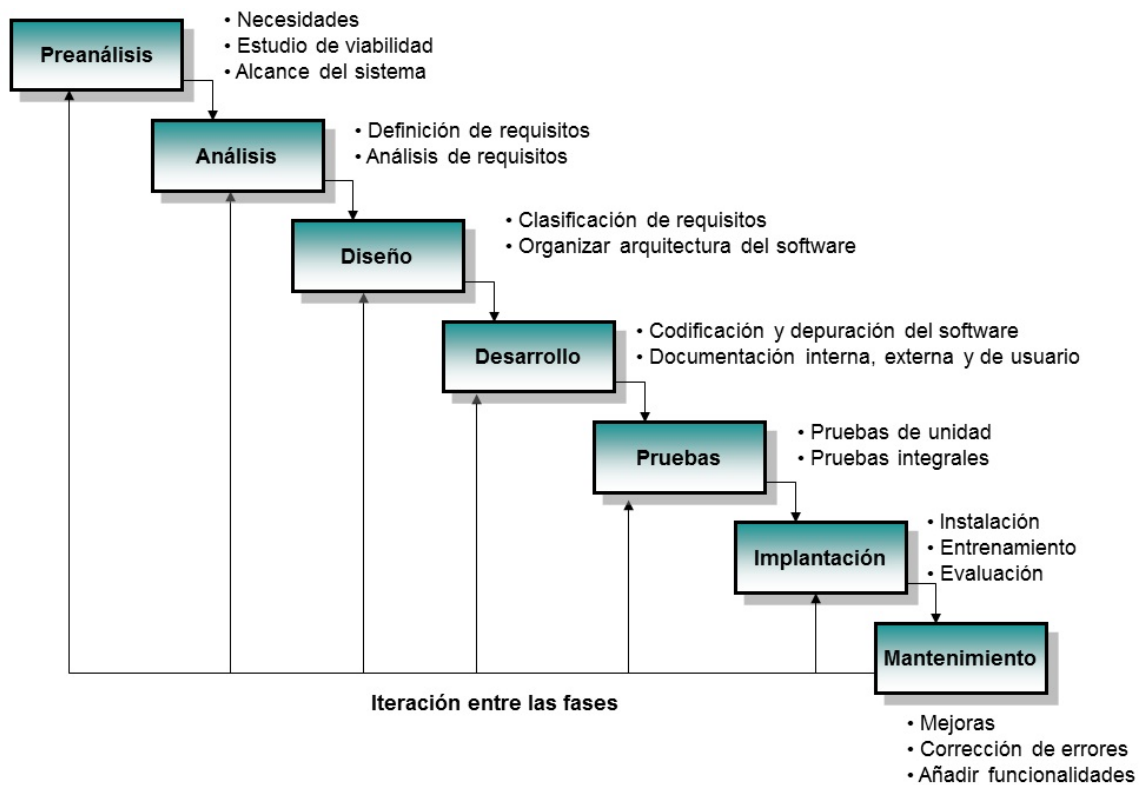 Preanálisis
• Necesidades
• Estudio de viabilidad
• Alcance del sistema
Análisis
• Definición de requisitos
• Análisis de requisitos
Diseño
• Clasificación de requisitos
• Organizar arquitectura del software
Desarrollo
• Codificación y depuración del software
• Documentación interna, externa y de usuario
Pruebas
• Pruebas de unidad
• Pruebas integrales
Implantación
• Instalación
• Entrenamiento
• Evaluación
Mantenimiento
Iteración entre las fases
• Mejoras
• Corrección de errores
• Añadir funcionalidades